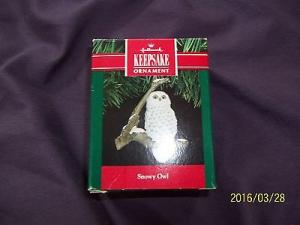 Hallmark
KEEPSAKE
ORNAMENT
Snowy Owl
2016/03/28